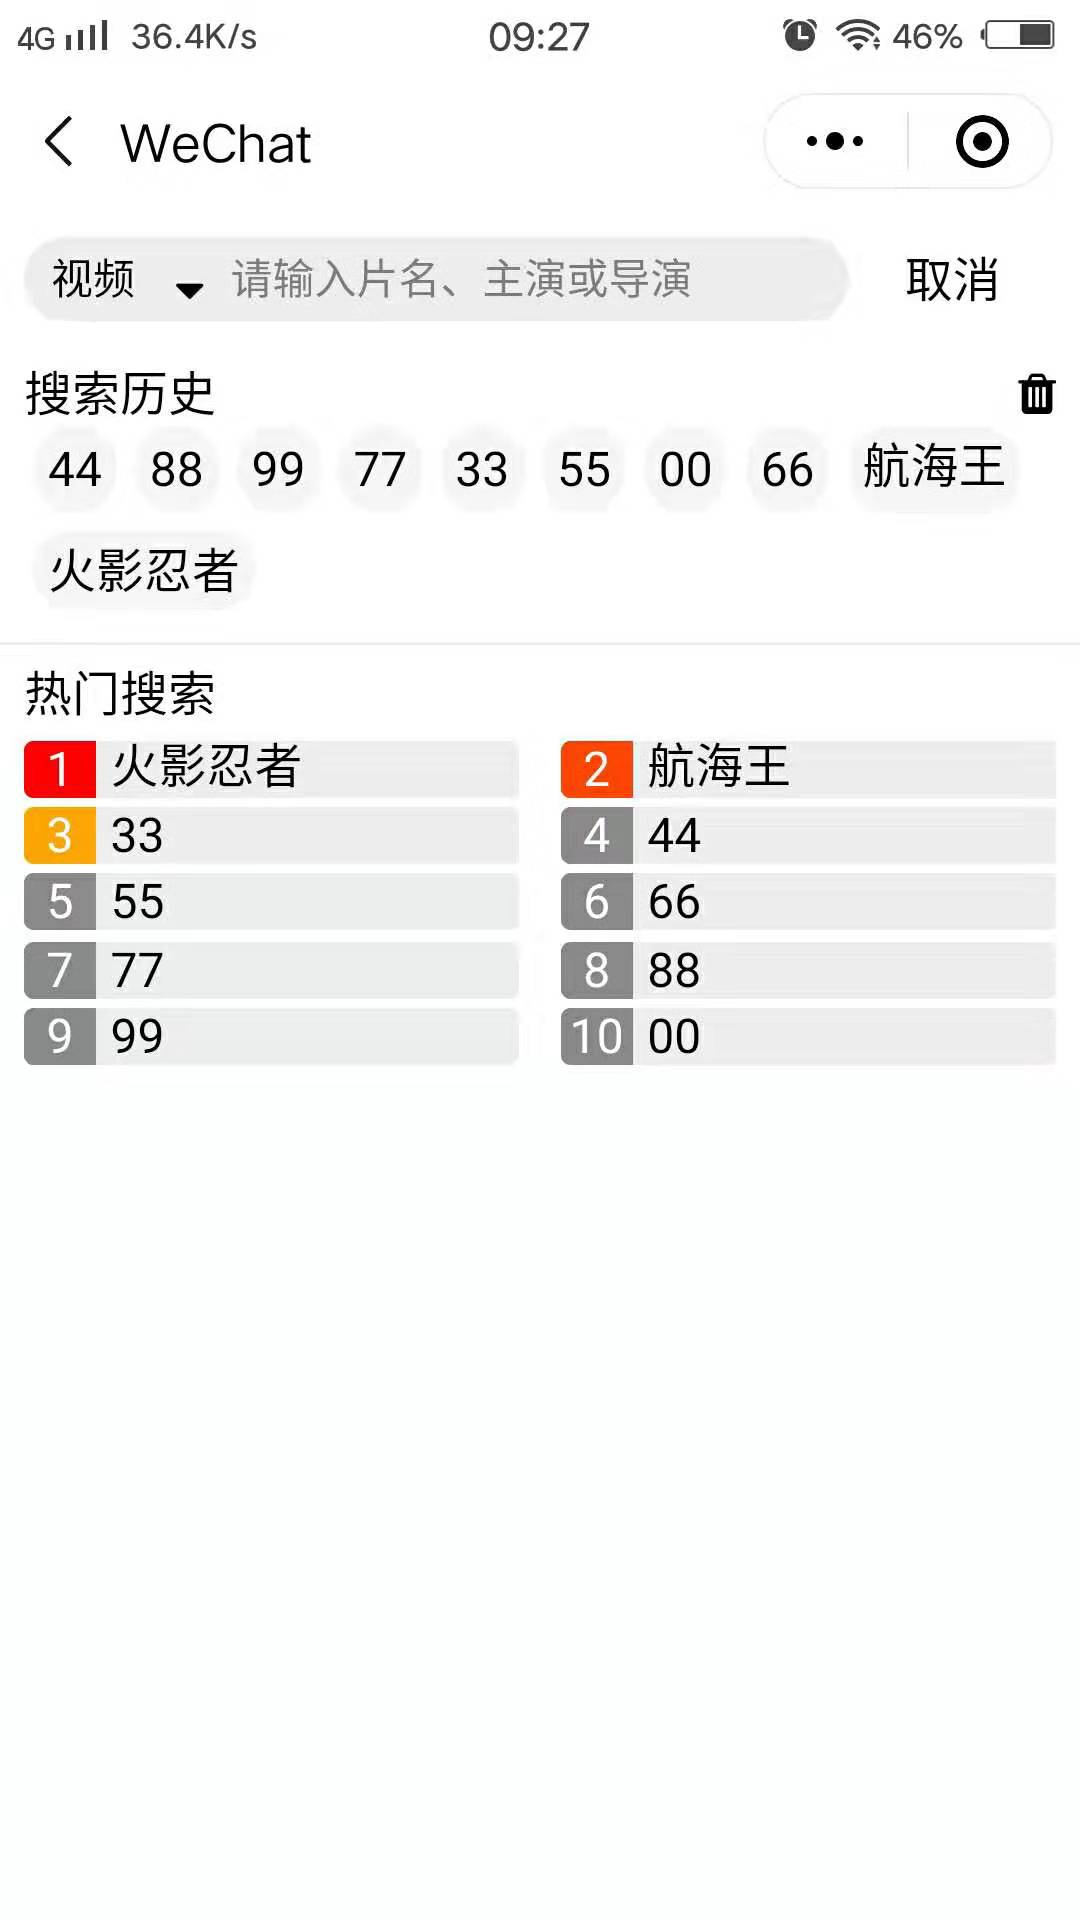 4G 36.4K/s 09:27 46%
WeChat
视频 请输入片名、主演或导演 取消
搜索历史
44 88 99 77 33 55 00 66 航海王
火影忍者
热门搜索
1 火影忍者 2 航海王
3 33 4 44
5 55 6 66
7 77 8 88
9 99 10 00